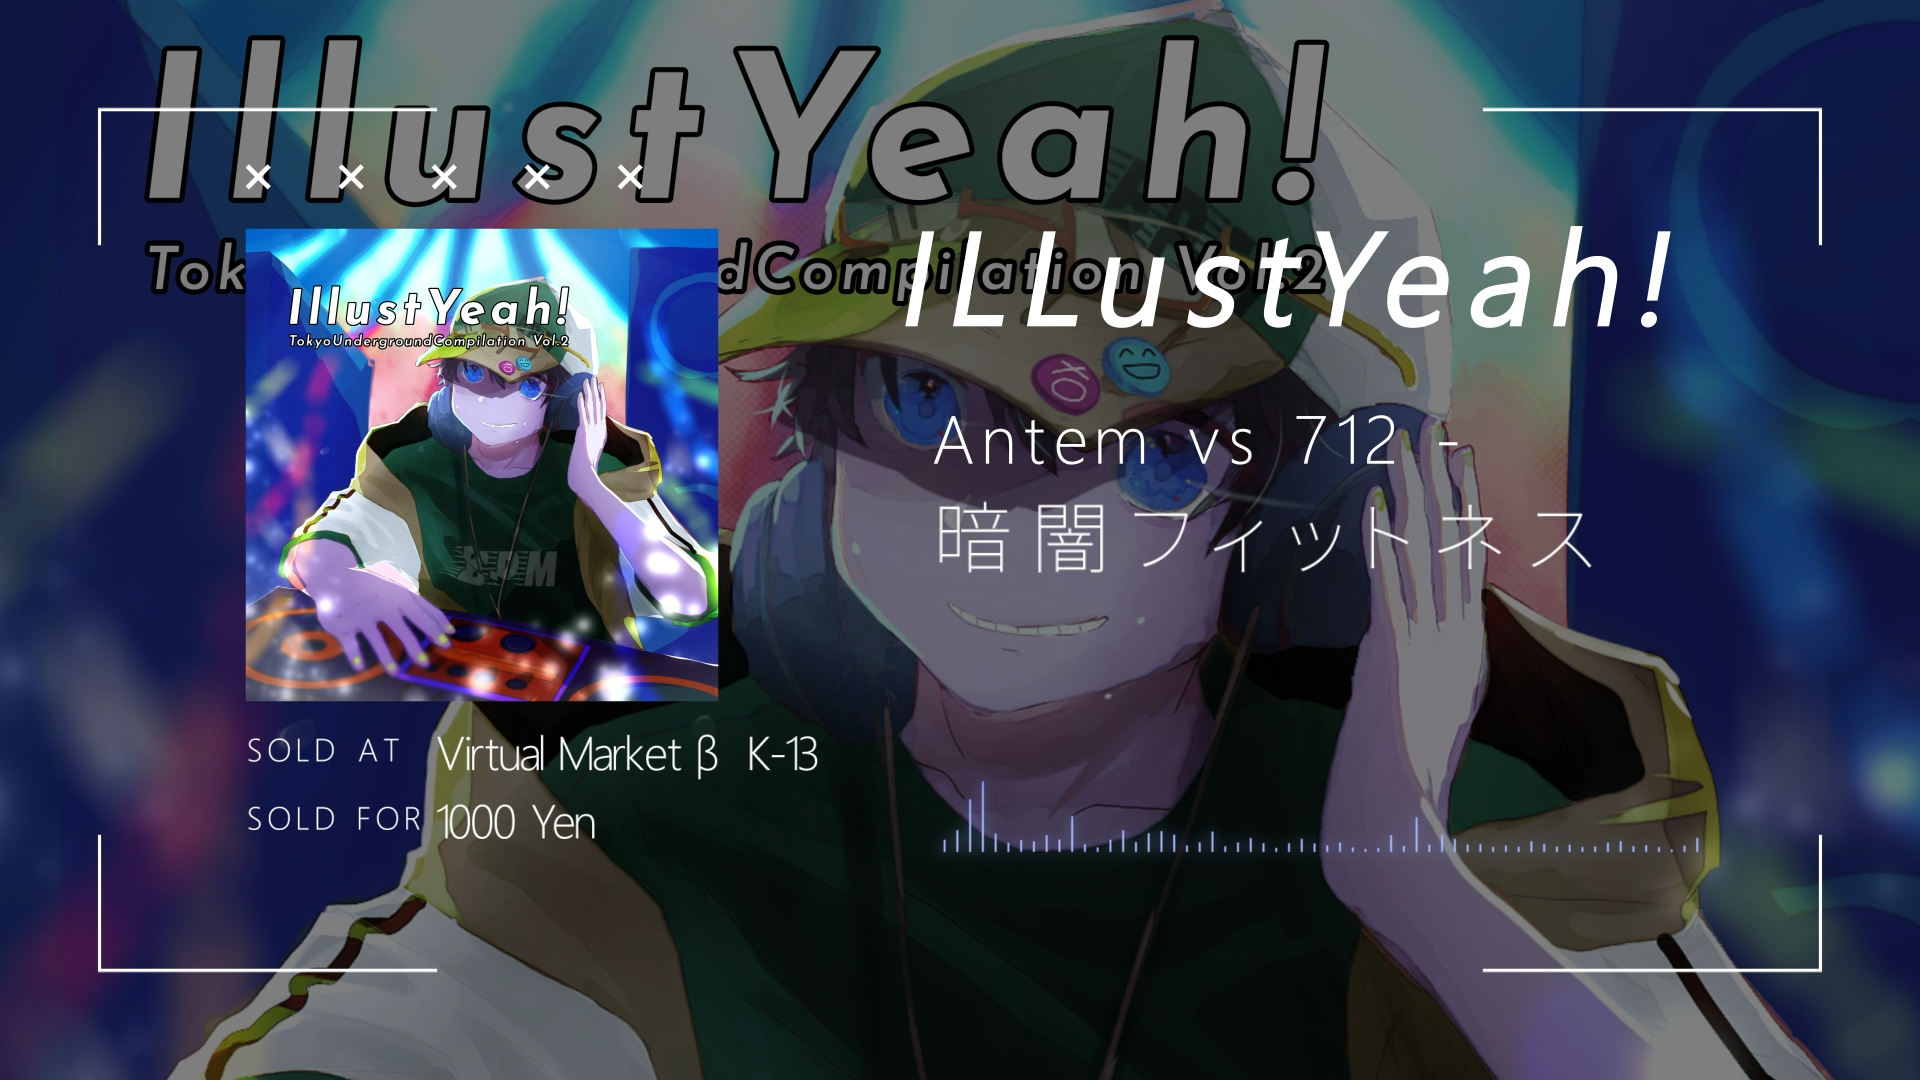 IllustYeah!
Tok dCompilation Vol.2
ILLustYeah!
IllustYeah!
TokyoUndergroundCompilation Vol.2
Antem vs 712 -
暗闇フィットネス
SOLD AT Virtual Market β K-13
SOLD FOR 1000 Yen